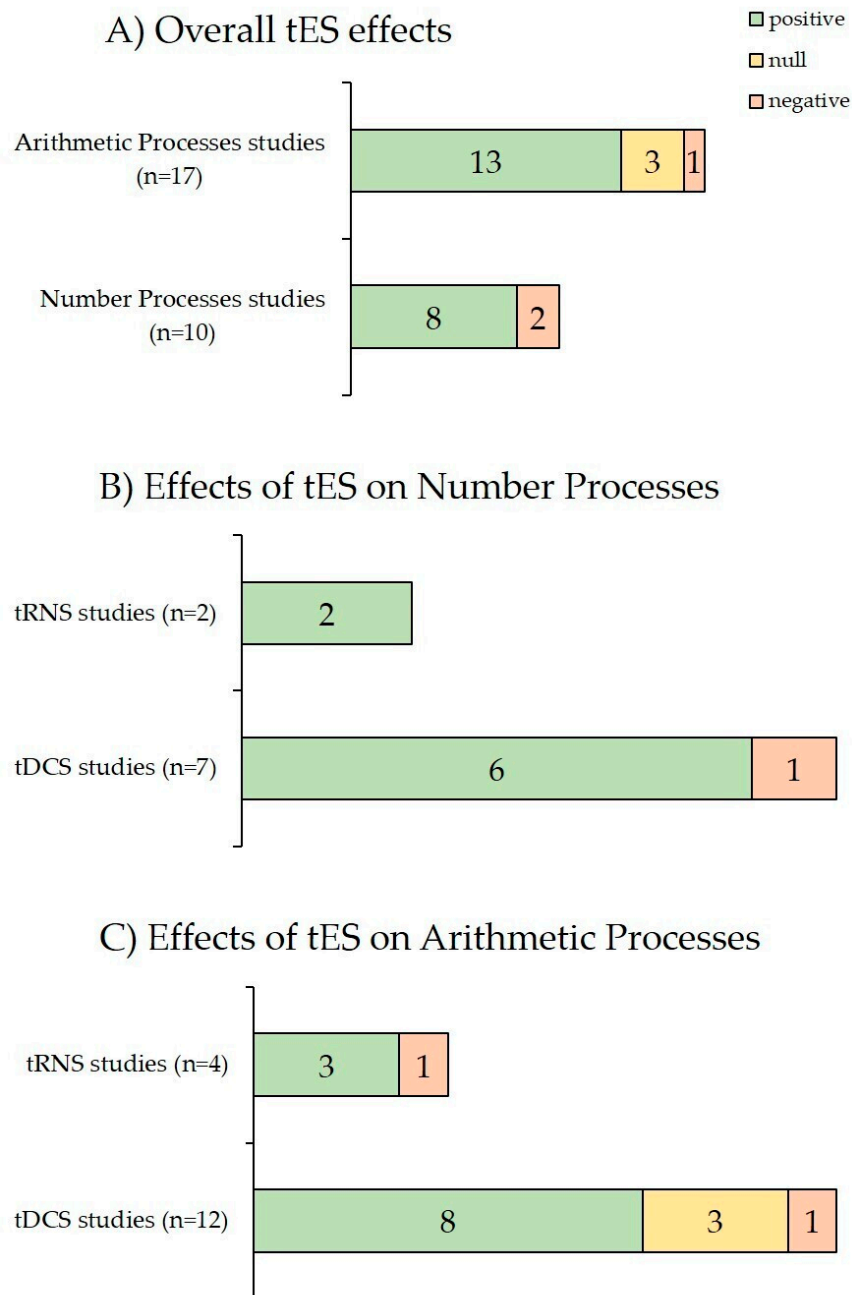 A) Overall tES effects
positive
null
negative
Arithmetic Processes studies
(n=17)
13
3
1
Number Processes studies
(n=10)
8
2
B) Effects of tES on Number Processes
tRNS studies (n=2)
2
tDCS studies (n=7)
6
1
C) Effects of tES on Arithmetic Processes
tRNS studies (n=4)
3
1
tDCS studies (n=12)
8
3
1